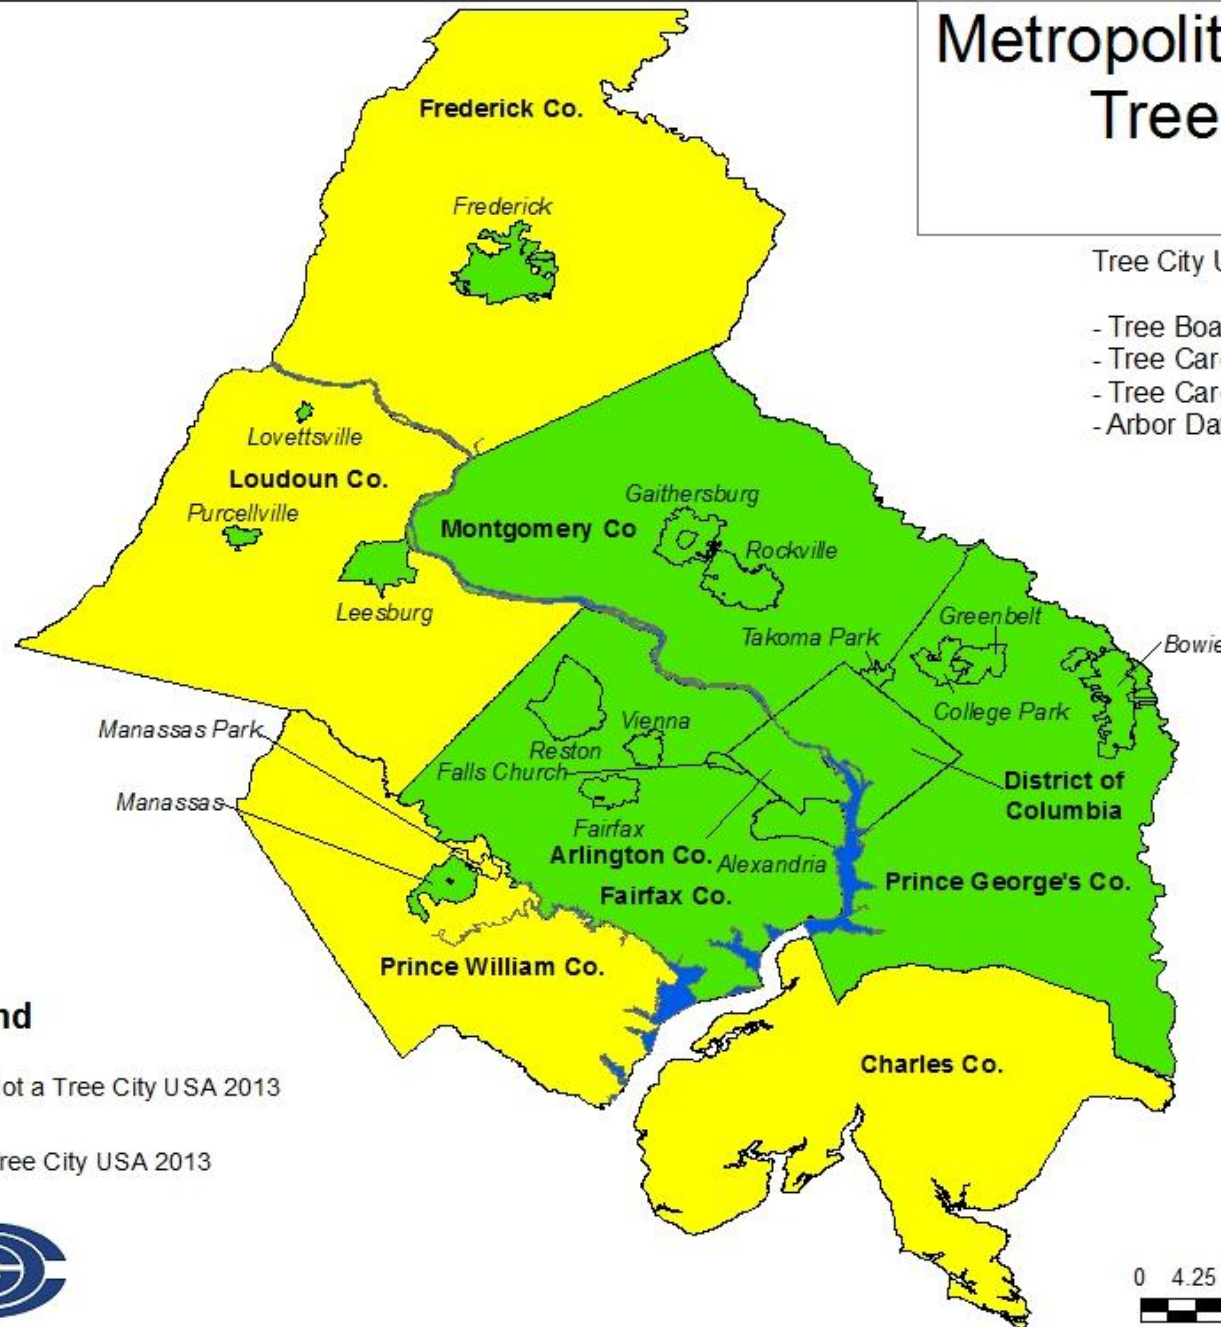 Metropolit
Tree
Tree City U
- Tree Boa
- Tree Car
- Tree Car
- Arbor Da
Frederick Co.
Frederick
Lovettsville
Loudoun Co.
Purcellville
Leesburg
Gaithersburg
Montgomery Co
Rockville
Takoma Park
Greenbelt
Bowie
College Park
Manassas Park
Manassas
Vienna
Reston
Falls Church
Fairfax
Arlington Co.
Alexandria
Fairfax Co.
District of
Columbia
Prince George's Co.
Prince William Co.
Charles Co.
nd
ot a Tree City USA 2013
ree City USA 2013
0 4.25